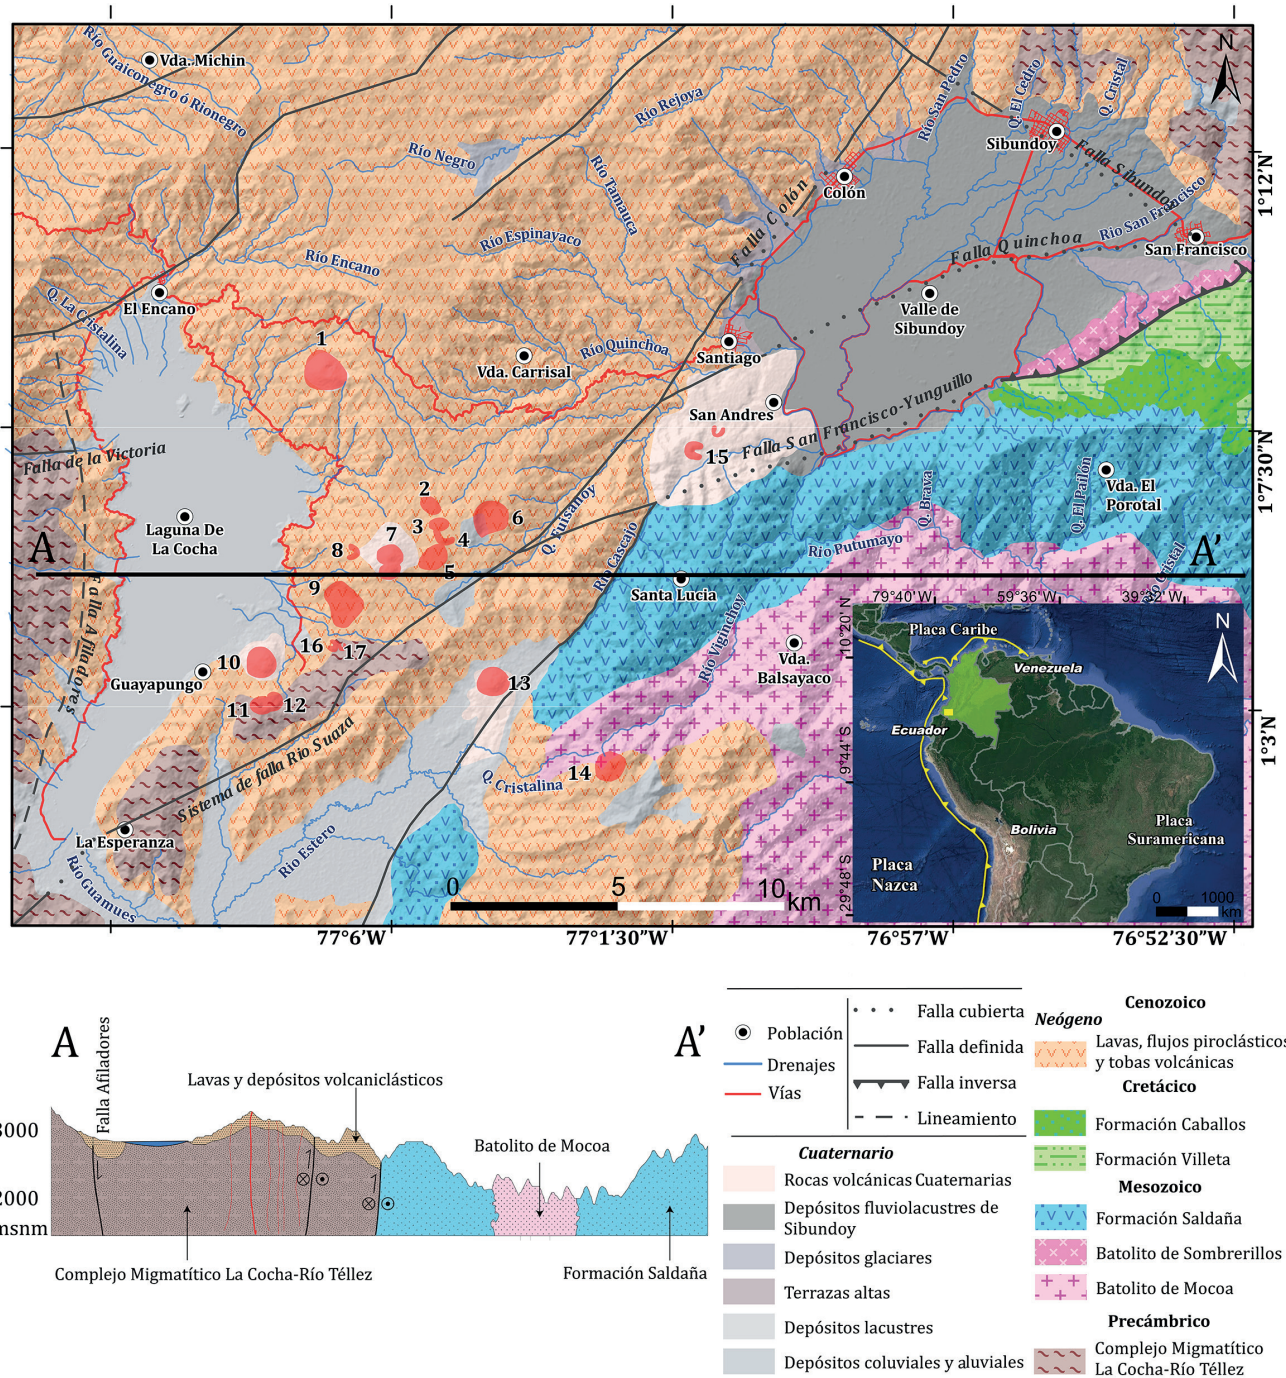 Río Guaiconegro ó Rionegro
Vda. Michin
Río Negro
Río Rejoya
Río Tamauca
Río Espinayaco
Río Encano
Río San Pedro
Q. El Cedro
Q. Cristal
N
Sibundoy
Falla Sibundoy
Colón
Falla Colón
Río San Francisco
San Francisco
Falla Quinchoa
Valle de
Sibundoy
El Encano
Q. La Cristalina
1
Vda. Carrisal
Río Quinchoa
Santiago
San Andres
Falla San Francisco-Yunguillo
15
Falla de la Victoria
Laguna De
La Cocha
2
3
4
5
6
7
8
9
Q. Fuisanoy
Río Cascajo
Q. Brava
Q. El Pailón
Vda. El
Porotal
Río Putumayo
A
A'
Santa Lucia
Río Viginchoy
Vda.
Balsayaco
Falla Afiladores
16
17
10
Guayapungo
11
12
13
14
Sistema de falla Rio Suaza
Q. Cristalina
La Esperanza
Río Estero
Río Guamues
0
5
10
km
1°12'N
1°7'30"N
1°3'N
77°6'W
77°1'30"W
76°57'W
76°52'30"W
79°40' W
59°36' W
39°32' W
10°20' N
9°44' S
29°48' S
N
Placa Caribe
Venezuela
Ecuador
Bolivia
Placa
Suramericana
Placa
Nazca
0
1000
km
A
A'
Falla Afiladores
Lavas y depósitos volcaniclásticos
Batolito de Mocoa
3000
2000
msnm
Complejo Migmatítico La Cocha-Río Téllez
Formación Saldaña
Población
Drenajes
Vías
Falla cubierta
Falla definida
Falla inversa
Lineamiento
Cuaternario
Rocas volcánicas Cuaternarias
Depósitos fluviolacustres de
Sibundoy
Depósitos glaciares
Terrazas altas
Depósitos lacustres
Depósitos coluviales y aluviales
Cenozoico
Neógeno
Lavas, flujos piroclásticos
y tobas volcánicas
Cretácico
Formación Caballos
Formación Villeta
Mesozoico
Formación Saldaña
Batolito de Sombrerillos
Batolito de Mocoa
Precámbrico
Complejo Migmatítico
La Cocha-Río Téllez